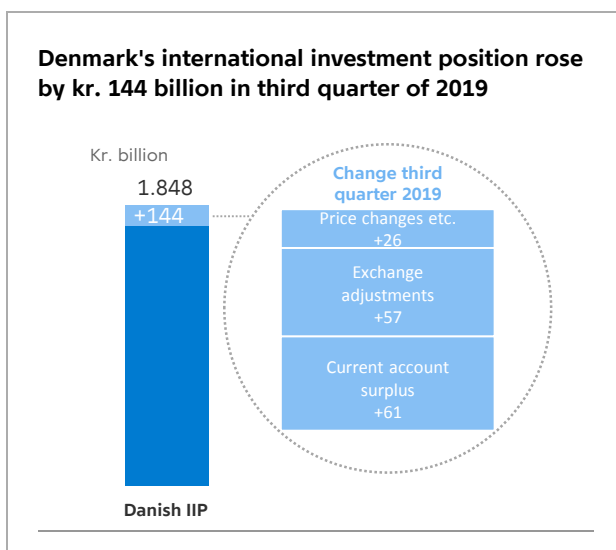 Denmark's international investment position rose
by kr. 144 billion in third quarter of 2019
Kr. billion
1.848
+144
Change third
quarter 2019
Price changes etc.
+26
Exchange
adjustments
+57
Current account
surplus
+61
Danish IIP